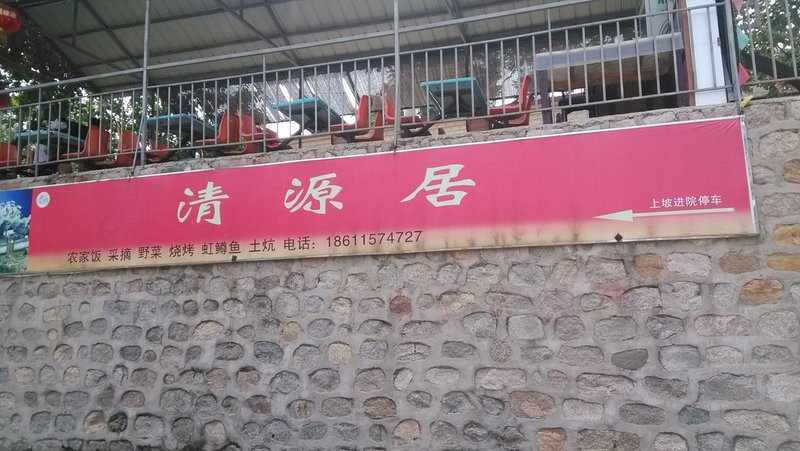 清源居
上坡进院停车
农家饭 采摘 野菜 烧烤 虹鳟鱼 土炕 电话：18611574727